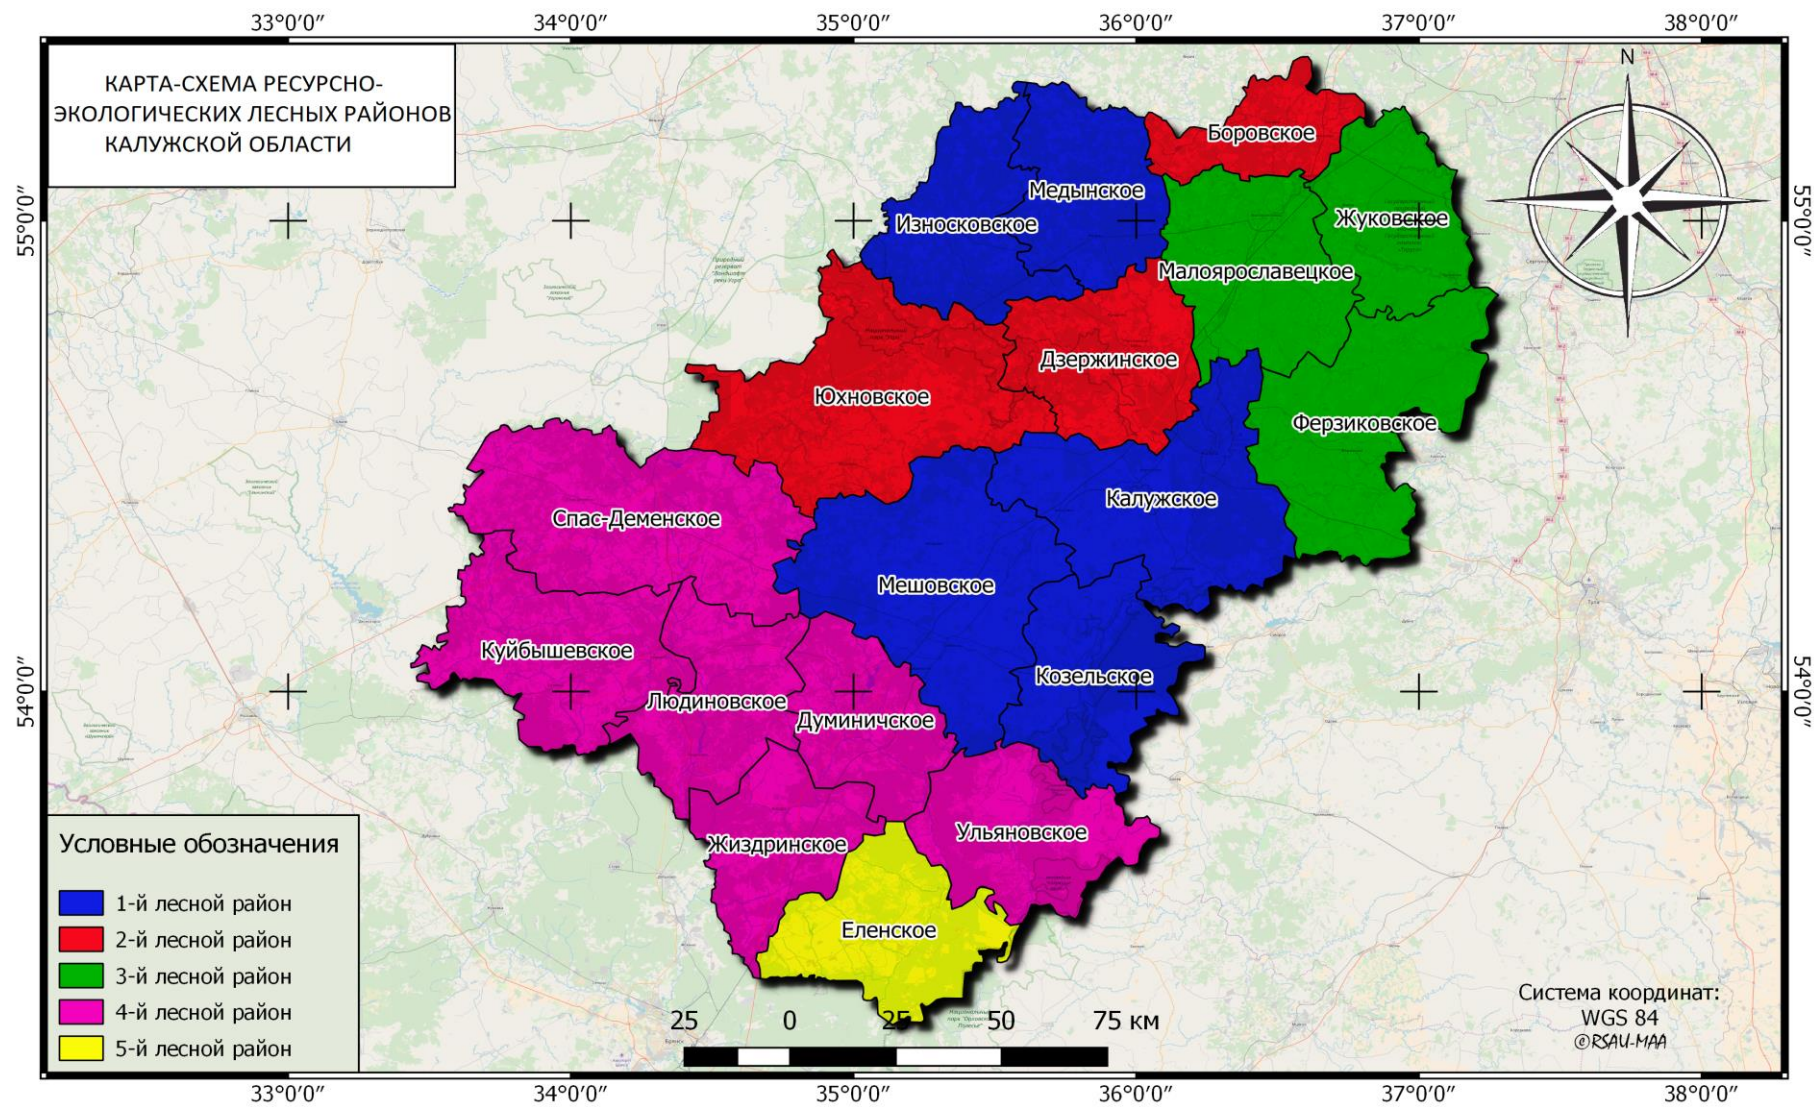 33°0'0″ 34°0'0″ 35°0'0″ 36°0'0″ 37°0'0″ 38°0'0″
КАРТА-СХЕМА РЕСУРСНО-
ЭКОЛОГИЧЕСКИХ ЛЕСНЫХ РАЙОНОВ
КАЛУЖСКОЙ ОБЛАСТИ
N
Боровское
Медынское
Износковское
Жуковское
55°0'0″ 55°0'0″
Малоярославецкое
Дзержинское
Юхновское
Ферзиковское
Калужское
Спас-Деменское
Мешовское
Куйбышевское
Козельское
54°0'0″ 54°0'0″
Людиновское
Думиничское
Ульяновское
Жиздринское
Еленское
Условные обозначения
1-й лесной район
2-й лесной район
3-й лесной район
4-й лесной район
5-й лесной район
25 0 25 50 75 км
Система координат:
WGS 84
©RSAU-MAA
33°0'0″ 34°0'0″ 35°0'0″ 36°0'0″ 37°0'0″ 38°0'0″